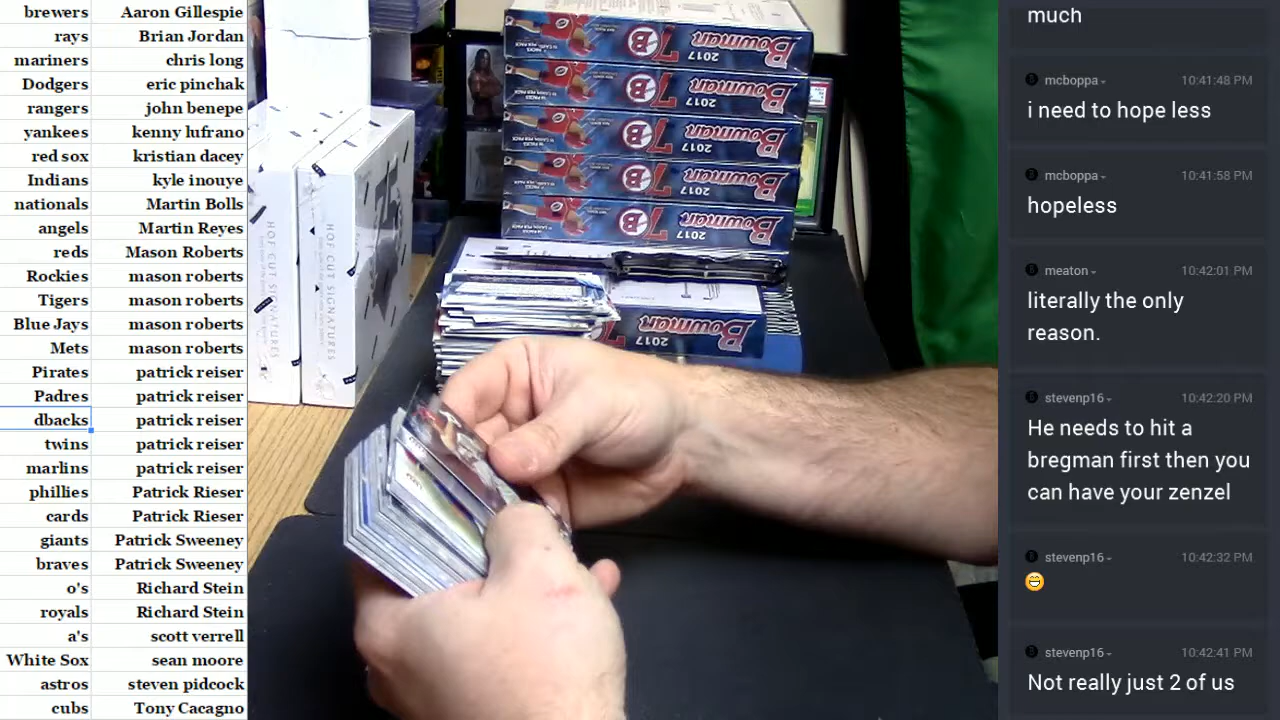 brewers Aaron Gillespie
rays Brian Jordan
mariners chris long
Dodgers eric pinchak
rangers john benepe
yankees kenny lufrano
red sox kristian dacey
Indians kyle inouye
nationals Martin Bolls
angels Martin Reyes
reds Mason Roberts
Rockies mason roberts
Tigers mason roberts
Blue Jays mason roberts
Mets mason roberts
Pirates patrick reiser
Padres patrick reiser
dbacks patrick reiser
twins patrick reiser
marlins patrick reiser
phillies Patrick Rieser
cards Patrick Rieser
giants Patrick Sweeney
braves Patrick Sweeney
o's Richard Stein
royals Richard Stein
a's scott verrell
White Sox sean moore
astros steven pidcock
cubs Tony Cacagno
HOF CUT SIGNATURES
HOF CUT SIGNATURES
Bowman 2017
Bowman 2017
Bowman 2017
Bowman 2017
Bowman 2017
Bowman 2017
much
mcboppa 10:41:48 PM
i need to hope less
mcboppa 10:41:58 PM
hopeless
meaton 10:42:01 PM
literally the only
reason.
stevenp16 10:42:20 PM
He needs to hit a
bregman first then you
can have your zenzel
stevenp16 10:42:32 PM
stevenp16 10:42:41 PM
Not really just 2 of us